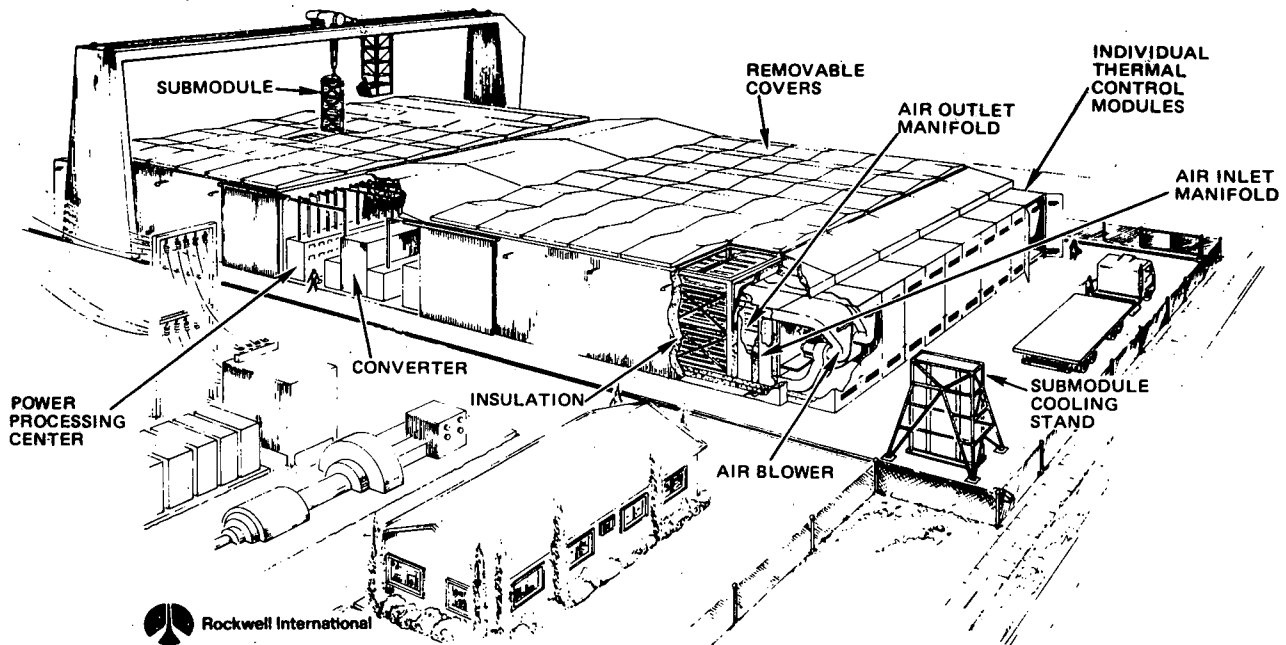 SUBMODULE
REMOVABLE
COVERS
AIR OUTLET
MANIFOLD
INDIVIDUAL
THERMAL
CONTROL
MODULES
AIR INLET
MANIFOLD
CONVERTER
POWER
PROCESSING
CENTER
INSULATION
AIR BLOWER
SUBMODULE
COOLING
STAND
Rockwell International